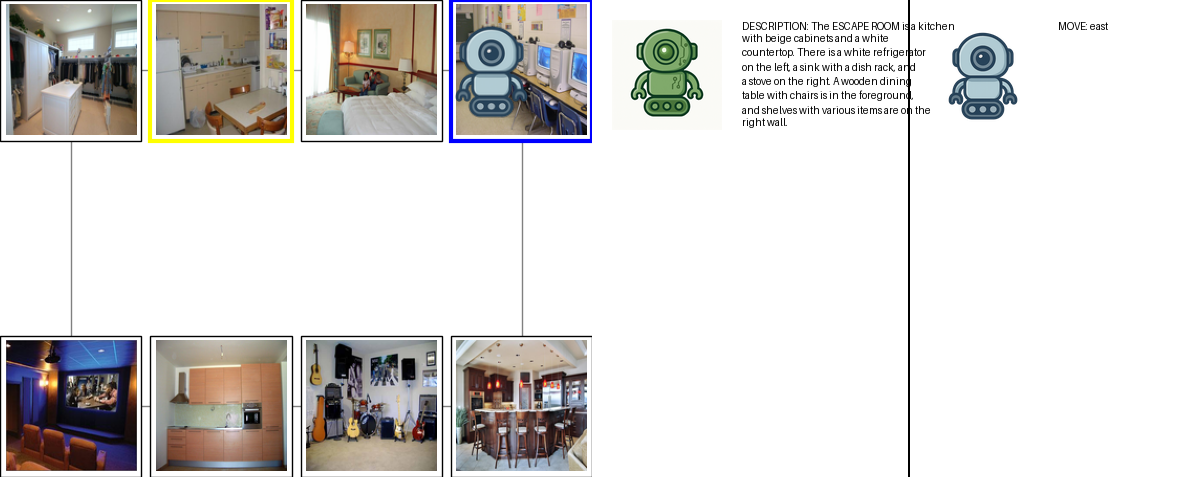 DESCRIPTION: The ESCAPE ROOM is a kitchen
with beige cabinets and a white
countertop. There is a white refrigerator
on the left, a sink with a dish rack, and
a stove on the right. A wooden dining
table with chairs is in the foreground,
and shelves with various items are on the
right wall.
MOVE: east